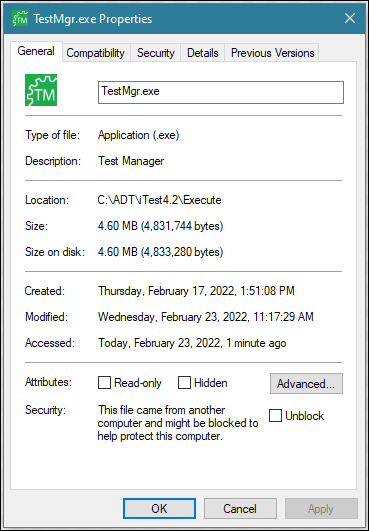 TestMgr.exe Properties
General Compatibility Security Details Previous Versions
TM
TestMgr.exe
Type of file: Application (.exe)
Description: Test Manager
Location: C:\ADT\iTest4.2\Execute
Size: 4.60 MB (4,831,744 bytes)
Size on disk: 4.60 MB (4,833,280 bytes)
Created: Thursday, February 17, 2022, 1:51:08 PM
Modified: Wednesday, February 23, 2022, 11:17:29 AM
Accessed: Today, February 23, 2022, 1 minute ago
Attributes: Read-only Hidden Advanced...
Security: This file came from another
computer and might be blocked to
help protect this computer.
Unblock
OK Cancel Apply